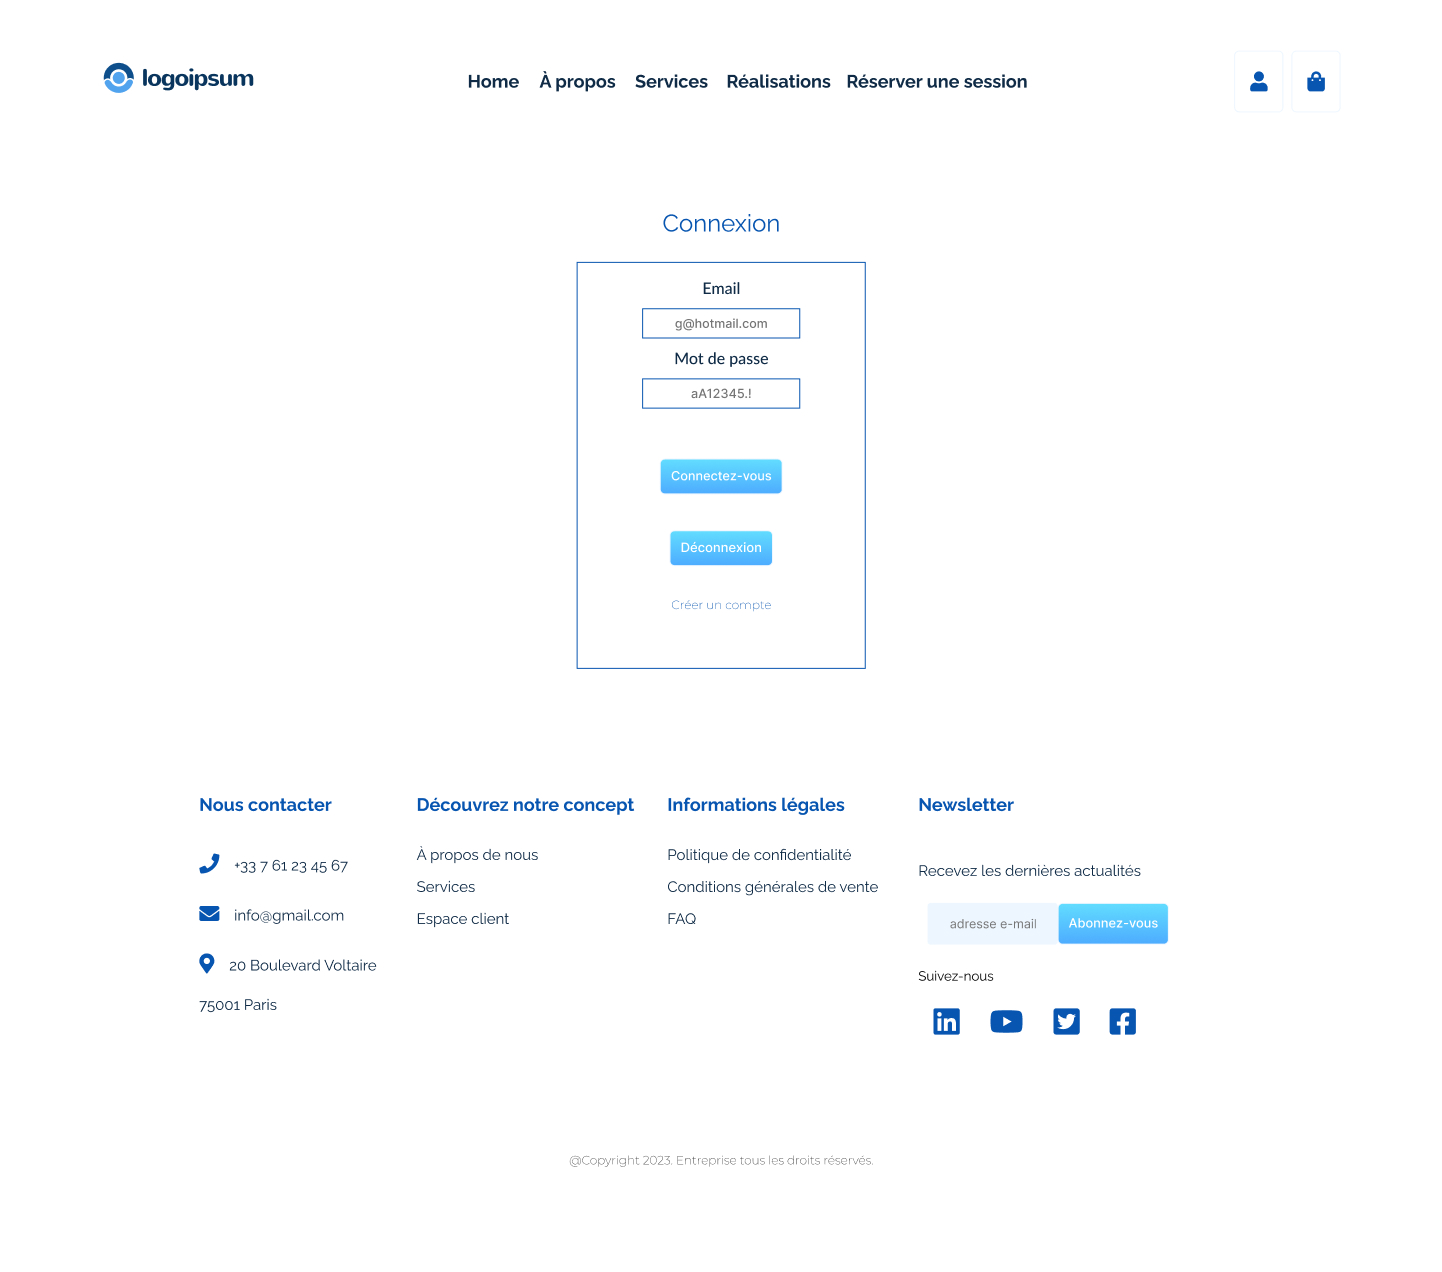 logoipsum
Home À propos Services Réalisations Réserver une session
Connexion
Email
g@hotmail.com
Mot de passe
aA12345.!
Connectez-vous
Déconnexion
Créer un compte
Nous contacter
+33 7 61 23 45 67
info@gmail.com
20 Boulevard Voltaire
75001 Paris
Découvrez notre concept
À propos de nous
Services
Espace client
Informations légales
Politique de confidentialité
Conditions générales de vente
FAQ
Newsletter
Recevez les dernières actualités
adresse e-mail Abonnez-vous
Suivez-nous
@Copyright 2023. Entreprise tous les droits réservés.